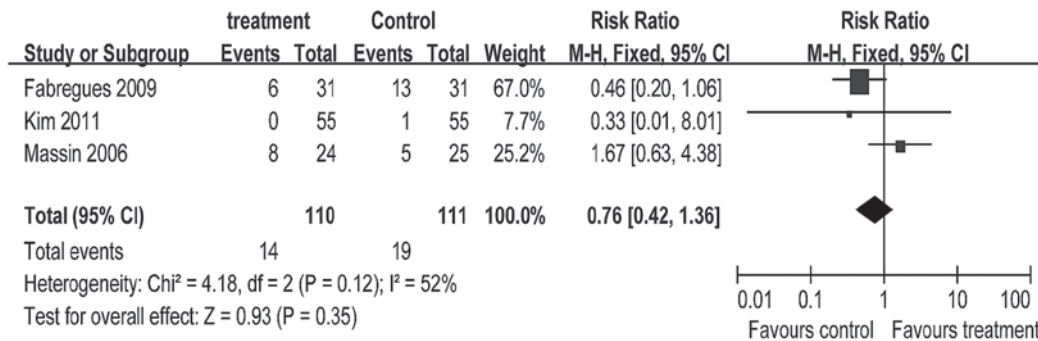 treatment Control Risk Ratio Risk Ratio
Study or Subgroup Events Total Events Total Weight M-H, Fixed, 95% CI M-H, Fixed, 95% CI
Fabregues 2009 6 31 13 31 67.0% 0.46 [0.20, 1.06]
Kim 2011 0 55 1 55 7.7% 0.33 [0.01, 8.01]
Massin 2006 8 24 5 25 25.2% 1.67 [0.63, 4.38]
Total (95% CI) 110 111 100.0% 0.76 [0.42, 1.36]
Total events 14 19
Heterogeneity: Chi² = 4.18, df = 2 (P = 0.12); I² = 52%
Test for overall effect: Z = 0.93 (P = 0.35)
0.01 0.1 1 10 100
Favours control Favours treatment